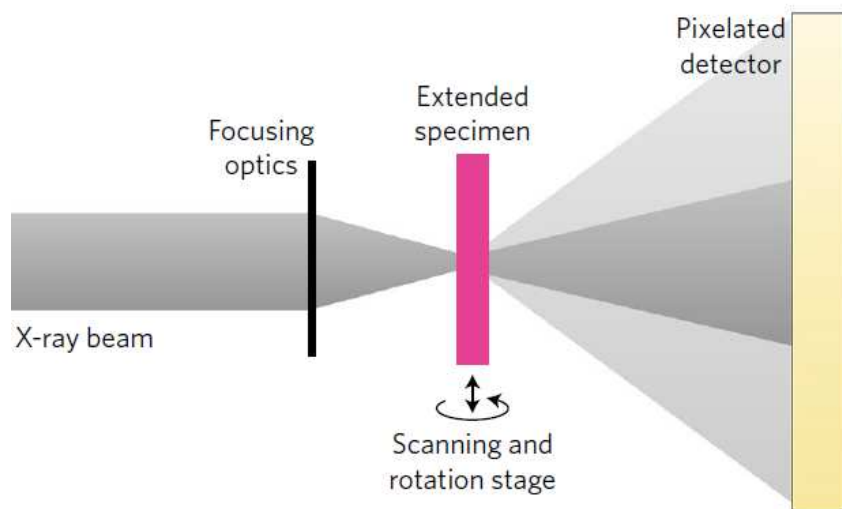 Pixelated
detector
Extended
specimen
Focusing
optics
X-ray beam
Scanning and
rotation stage